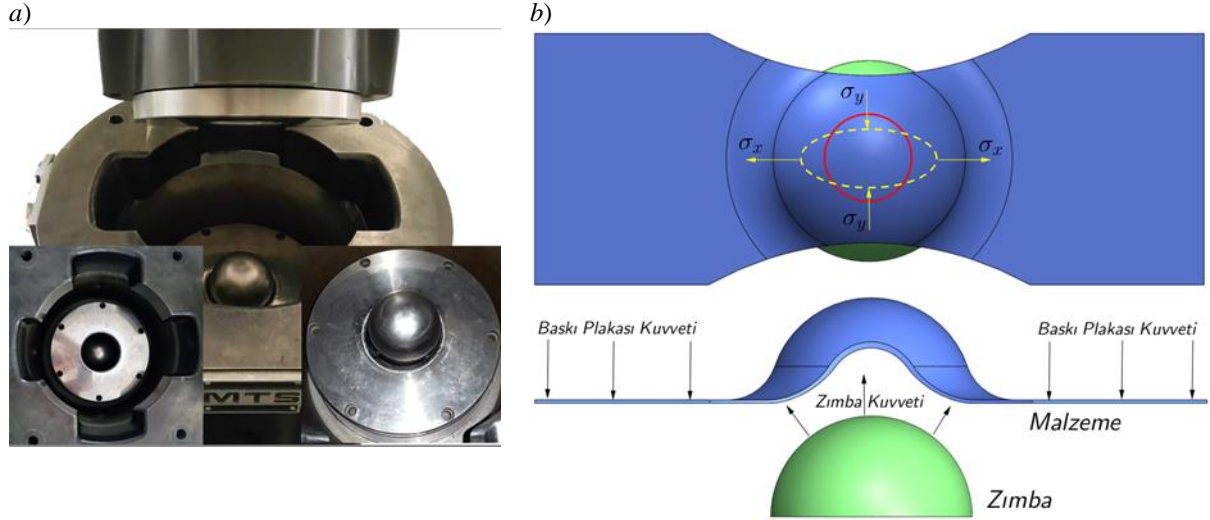 a)
b)
MTS
σy
σx
σx
σy
Baskı Plakası Kuvveti
Baskı Plakası Kuvveti
Zımba Kuvveti
Malzeme
Zımba